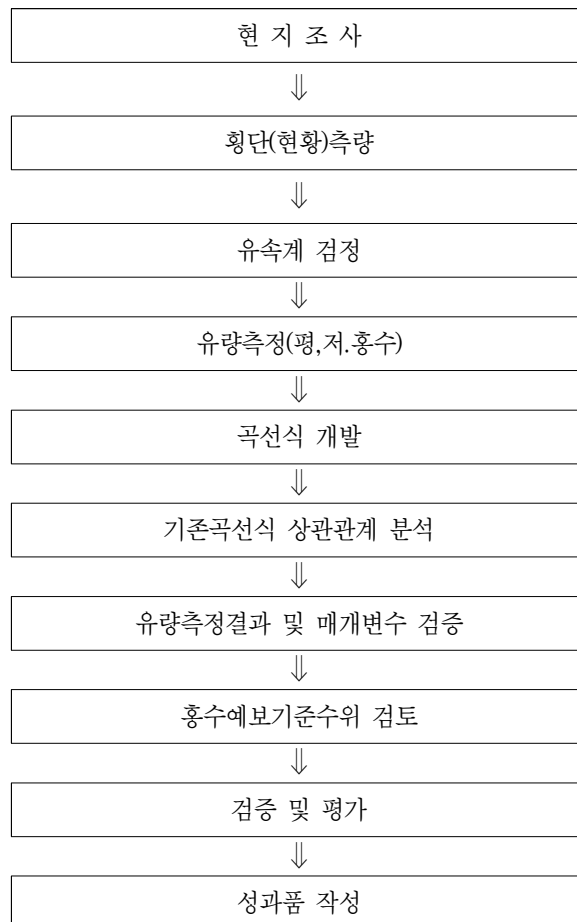 현 지 조 사
⇓
횡단(현황)측량
⇓
유속계 검정
⇓
유량측정(평,저.홍수)
⇓
곡선식 개발
⇓
기존곡선식 상관관계 분석
⇓
유량측정결과 및 매개변수 검증
⇓
홍수예보기준수위 검토
⇓
검증 및 평가
⇓
성과품 작성